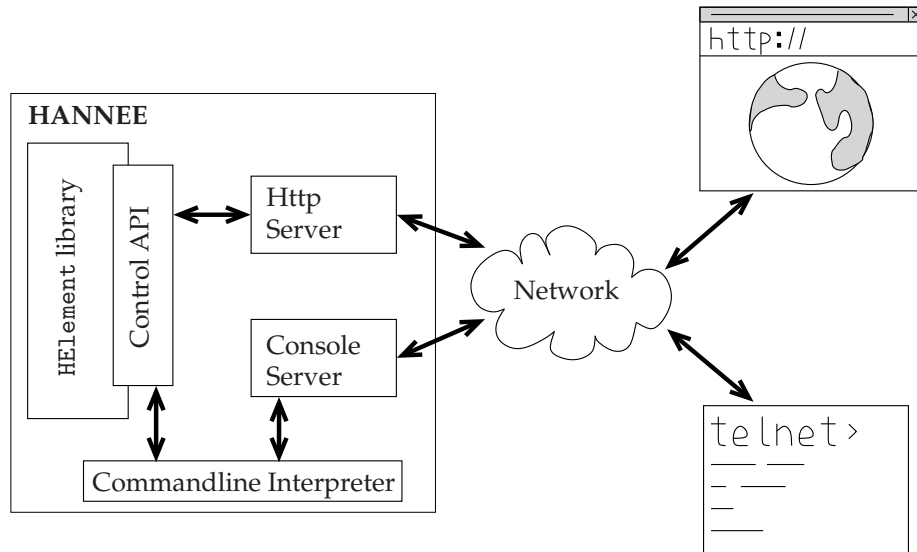 http://
HANNEE
HElement library
Control API
Http
Server
Console
Server
Commandline Interpreter
Network
telnet>